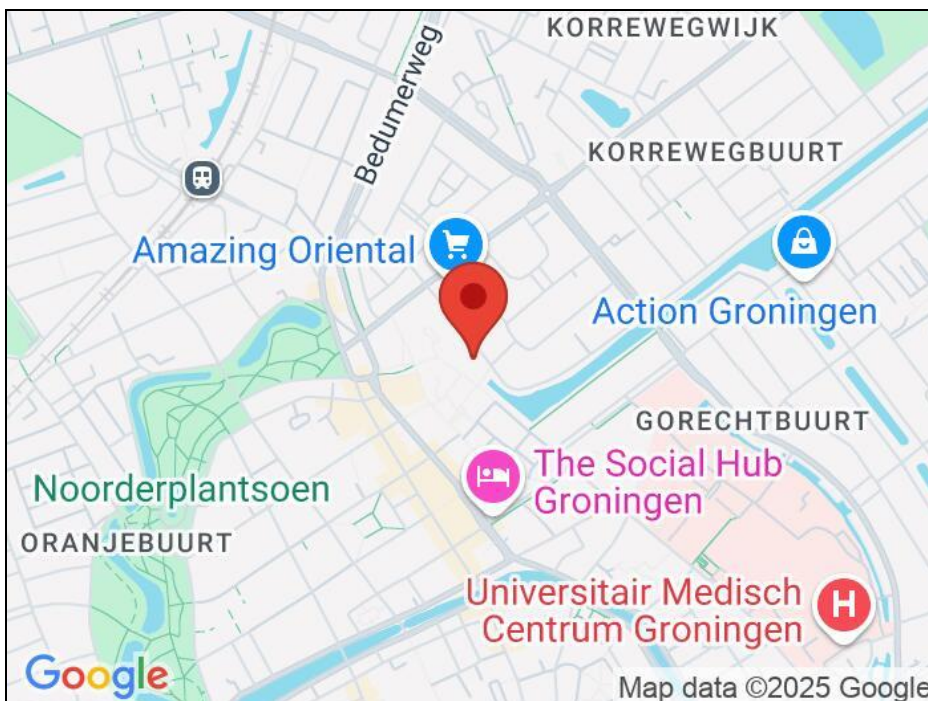 KORREWEGWIJK
Bedumerweg
KORREWEGBUURT
Amazing Oriental
Action Groningen
GORECHTBUURT
The Social Hub
Groningen
Noorderplantsoen
ORANJEBUURT
Universitair Medisch
Centrum Groningen
H
Google
Map data ©2025 Google